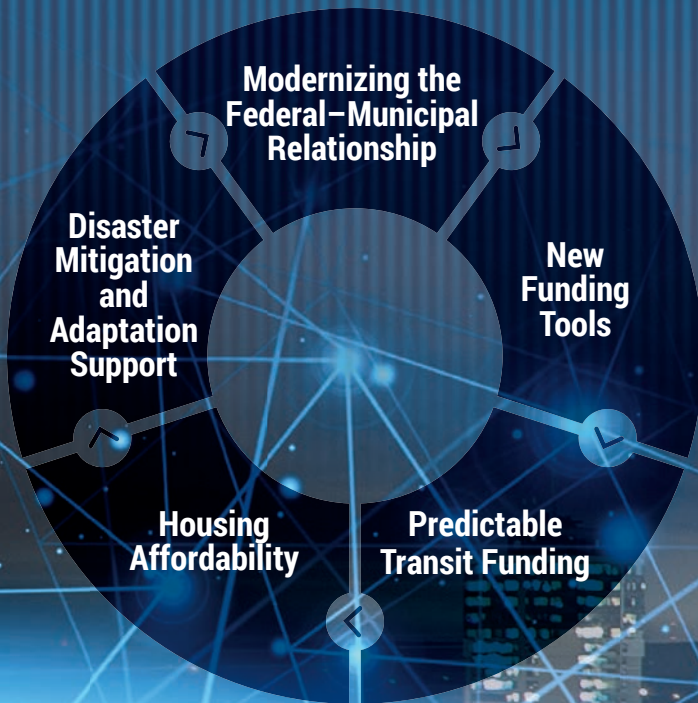 Modernizing the
Federal–Municipal
Relationship
New
Funding
Tools
Predictable
Transit Funding
Housing
Affordability
Disaster
Mitigation
and
Adaptation
Support